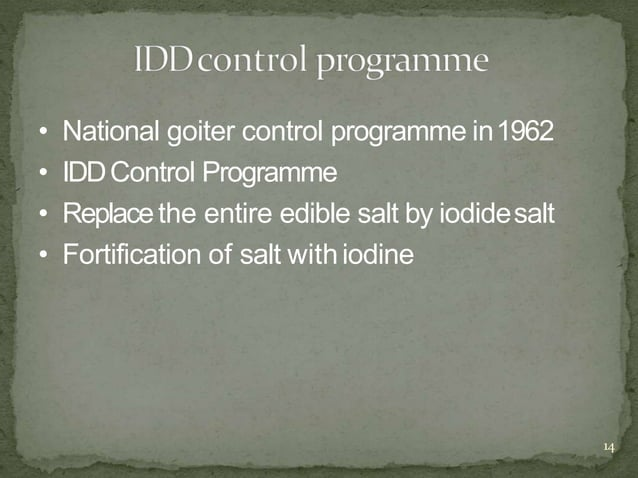 IDD control programme
• National goiter control programme in 1962
• IDD Control Programme
• Replace the entire edible salt by iodide salt
• Fortification of salt with iodine
14